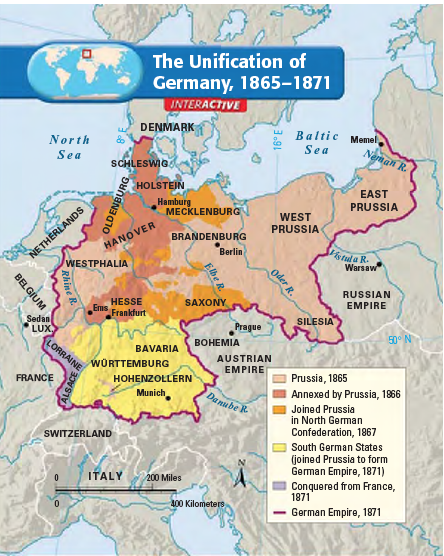 The Unification of
Germany, 1865–1871
INTERACTIVE
North
Sea
8° E
DENMARK
16° E
Baltic
Sea
Memel
Neman R.
SCHLESWIG
HOLSTEIN
Hamburg
MECKLENBURG
OLDENBURG
EAST
PRUSSIA
WEST
PRUSSIA
NETHERLANDS
HANOVER
BRANDENBURG
Berlin
WESTPHALIA
Rhine R.
Elbe R.
Oder R.
Vistula R.
Warsaw
BELGIUM
Ems
HESSE
Frankfurt
SAXONY
RUSSIAN
EMPIRE
Sedan
LUX.
SILESIA
Prague
50° N
LORRAINE
BAVARIA
BOHEMIA
WÜRTTEMBERG
AUSTRIAN
EMPIRE
FRANCE
ALSACE
HOHENZOLLERN
Munich
Danube R.
SWITZERLAND
ITALY
0
200 Miles
0
400 Kilometers
N
Prussia, 1865
Annexed by Prussia, 1866
Joined Prussia
in North German
Confederation, 1867
South German States
(joined Prussia to form
German Empire, 1871)
Conquered from France,
1871
German Empire, 1871